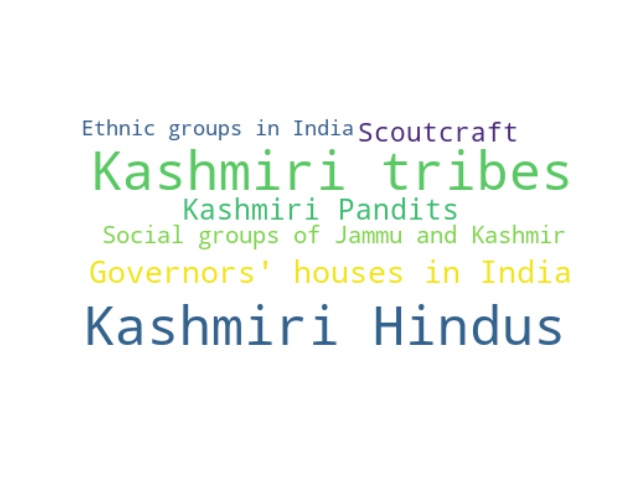 Ethnic groups in India Scoutcraft
Kashmiri tribes
Kashmiri Pandits
Social groups of Jammu and Kashmir
Governors' houses in India
Kashmiri Hindus